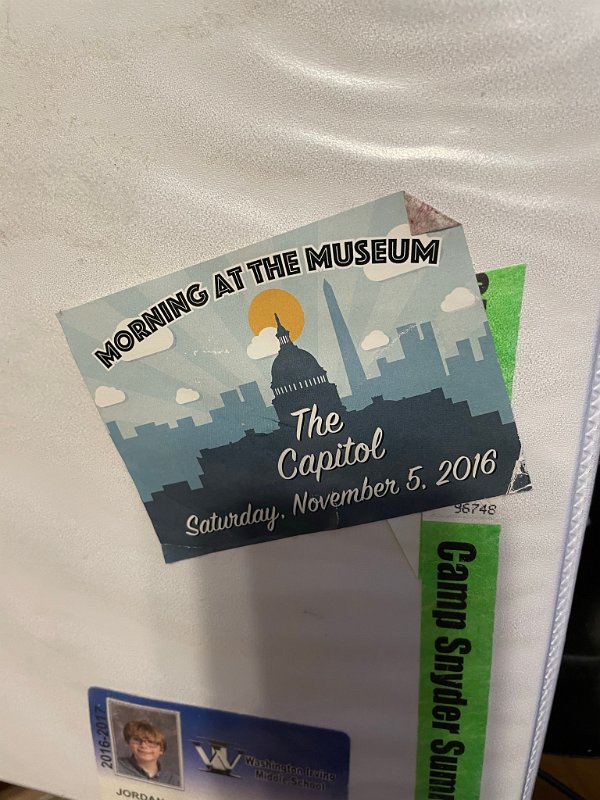 MORNING AT THE MUSEUM
The
Capitol
Saturday, November 5, 2016
96748
Camp Snyder Sum
2016-2017
Washington Irving
Middle School
JORDAN